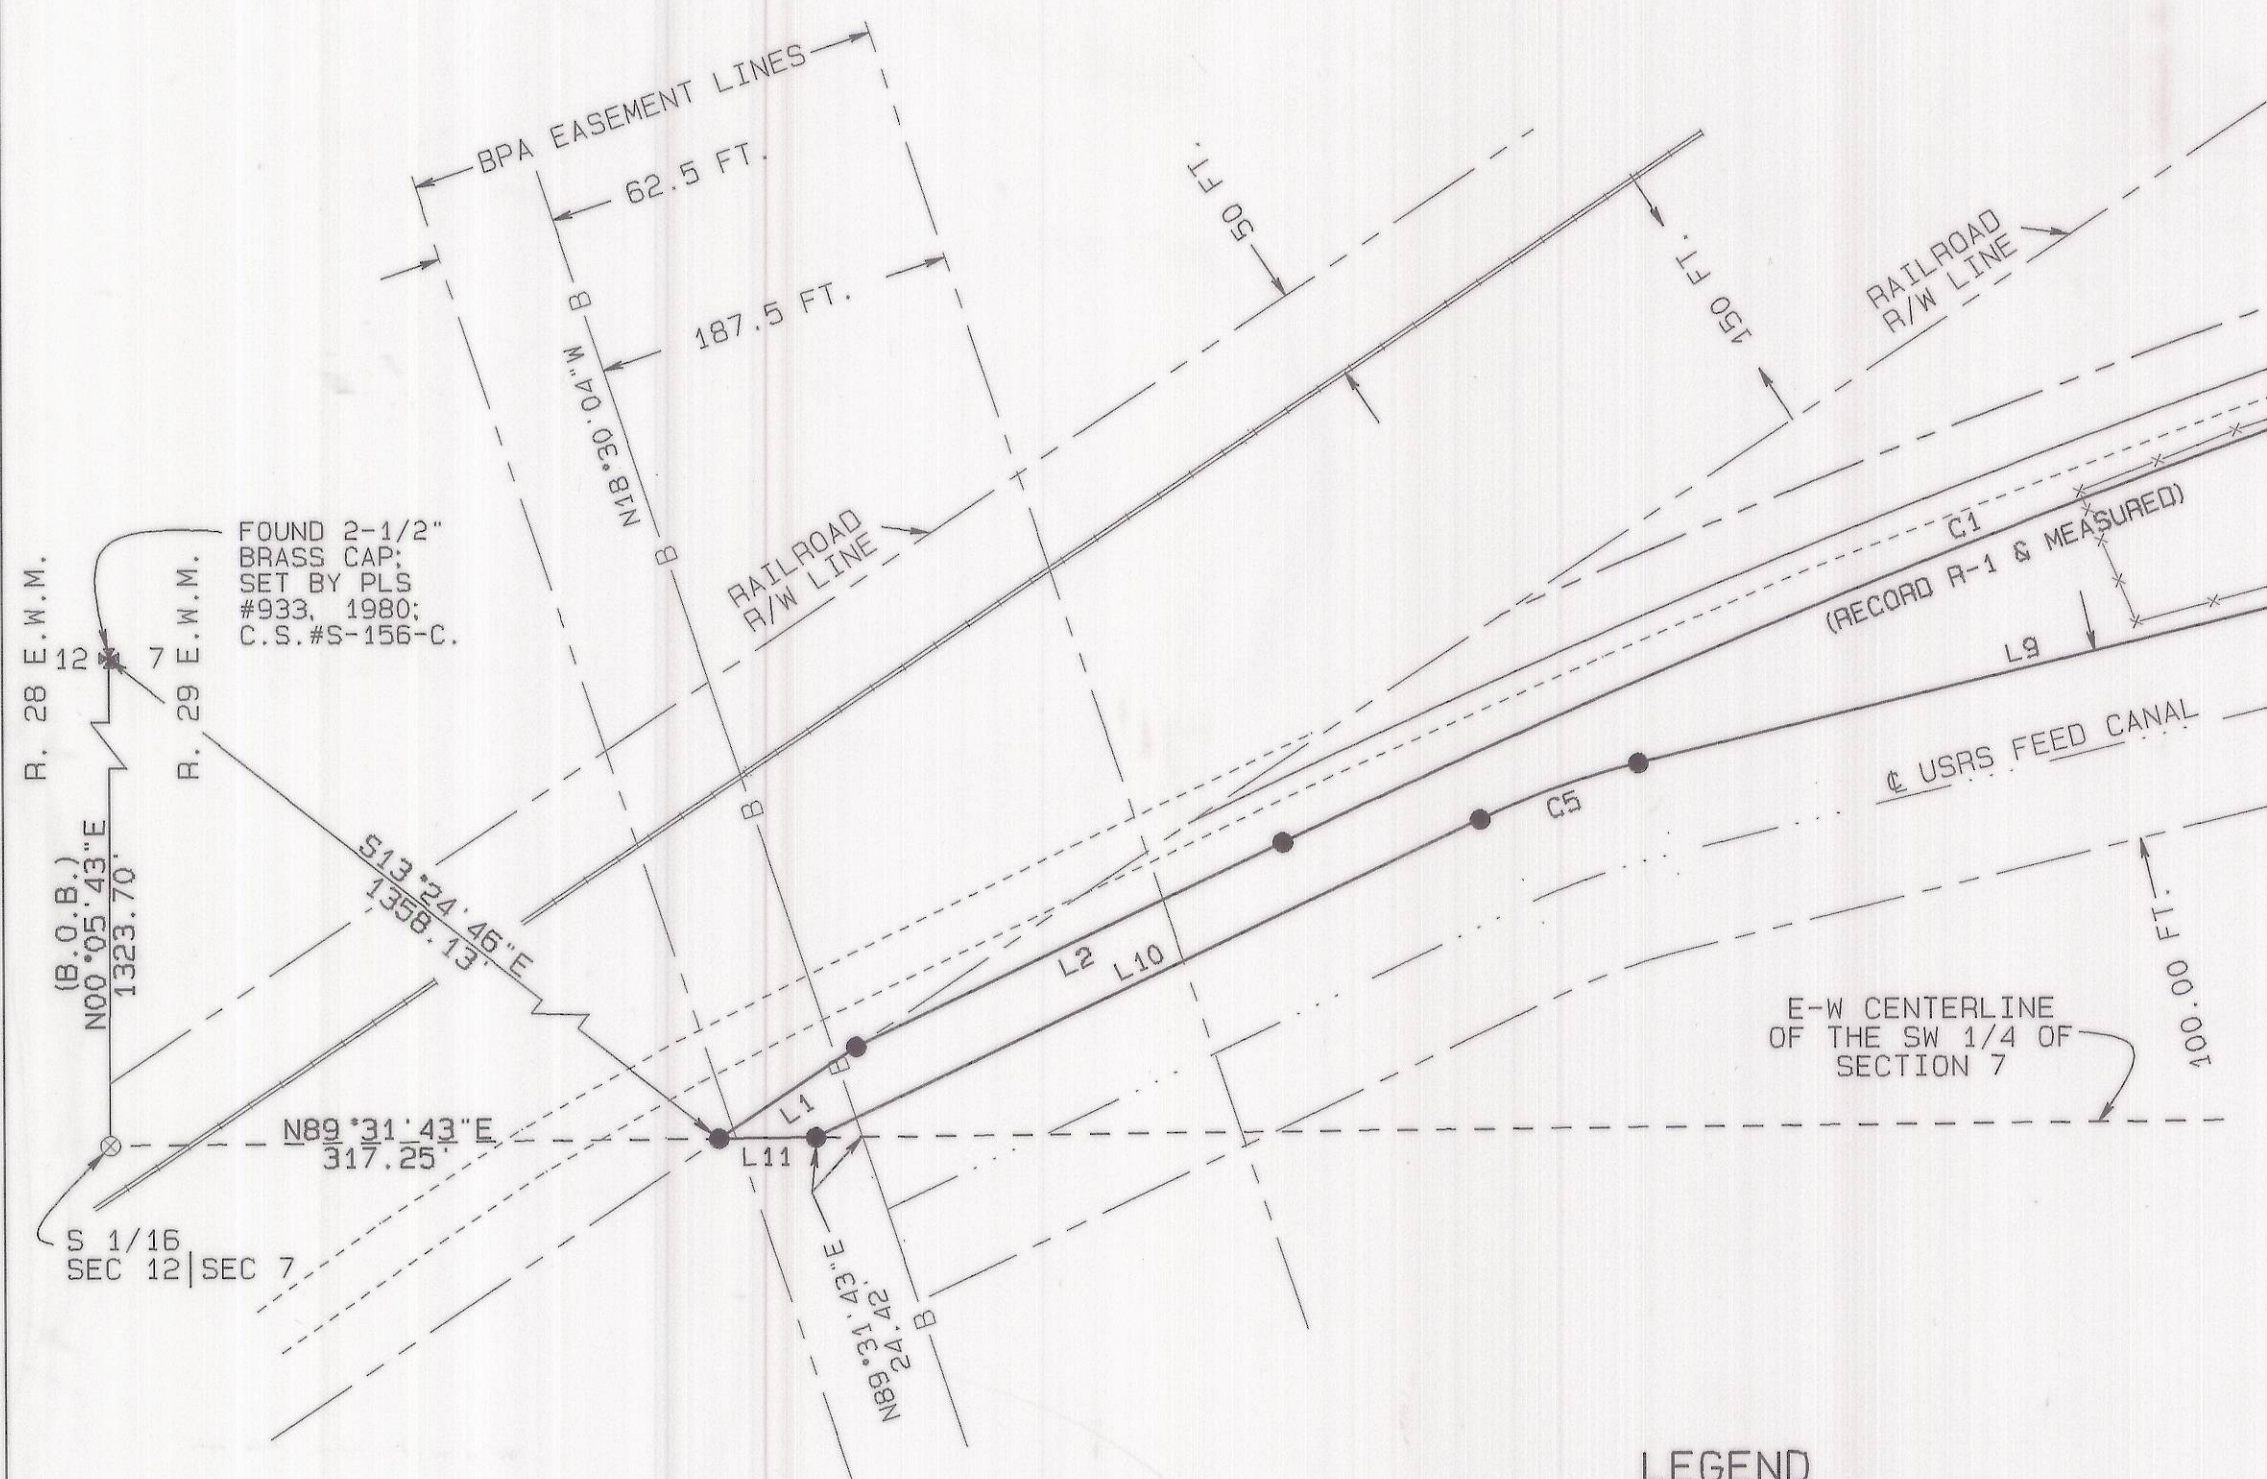 BPA EASEMENT LINES
62.5 FT.
187.5 FT.
50 FT.
150 FT.
RAILROAD
R/W LINE
B
N18°30'04"W
B
RAILROAD
R/W LINE
FOUND 2-1/2"
BRASS CAP;
SET BY PLS
#933, 1980;
C.S.#S-156-C.
R. 28 E.W.M.
12
7
R. 29 E.W.M.
C1
(RECORD R-1 & MEASURED)
L9
℄ USRS FEED CANAL
C5
B
(B.O.B.)
N00°05'43"E
1323.70'
S13°24'46"E
1358.13'
L2
L10
100.00 FT.
E-W CENTERLINE
OF THE SW 1/4 OF
SECTION 7
B
L1
L11
N89°31'43"E
317.25'
S 1/16
SEC 12|SEC 7
N89°31'43"E
24.42'
B
LEGEND